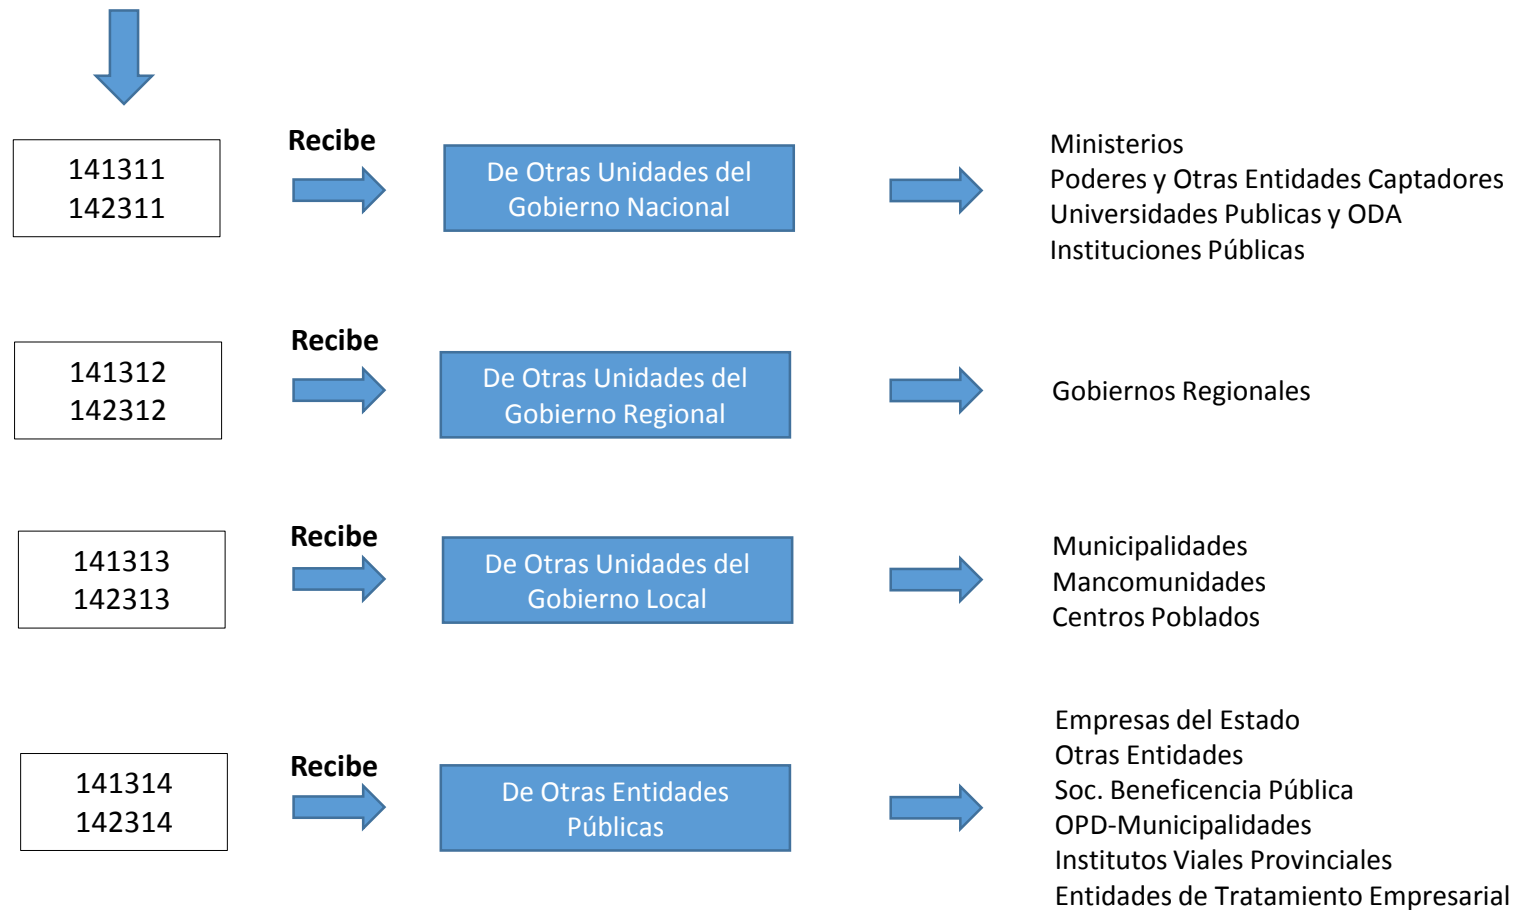 141311
142311
Recibe
De Otras Unidades del
Gobierno Nacional
Ministerios
Poderes y Otras Entidades Captadores
Universidades Publicas y ODA
Instituciones Públicas
141312
142312
Recibe
De Otras Unidades del
Gobierno Regional
Gobiernos Regionales
141313
142313
Recibe
De Otras Unidades del
Gobierno Local
Municipalidades
Mancomunidades
Centros Poblados
141314
142314
Recibe
De Otras Entidades
Públicas
Empresas del Estado
Otras Entidades
Soc. Beneficencia Pública
OPD-Municipalidades
Institutos Viales Provinciales
Entidades de Tratamiento Empresarial